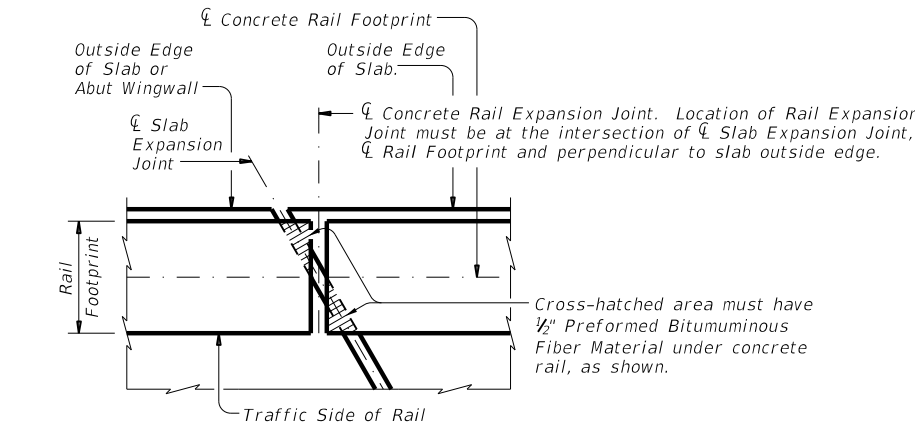 ℄ Concrete Rail Footprint
Outside Edge
of Slab or
Abut Wingwall
Outside Edge
of Slab.
℄ Slab
Expansion
Joint
℄ Concrete Rail Expansion Joint. Location of Rail Expansion
Joint must be at the intersection of ℄ Slab Expansion Joint,
℄ Rail Footprint and perpendicular to slab outside edge.
Rail
Footprint
Cross-hatched area must have
½" Preformed Bitumuminous
Fiber Material under concrete
rail, as shown.
Traffic Side of Rail